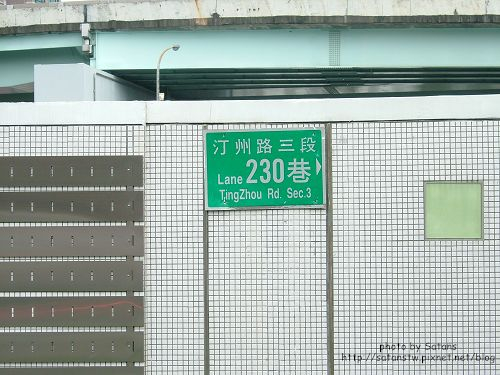 汀州路三段
Lane 230巷
TingZhou Rd. Sec.3
photo by Satans
http://satanstw.pixnet.net/blog